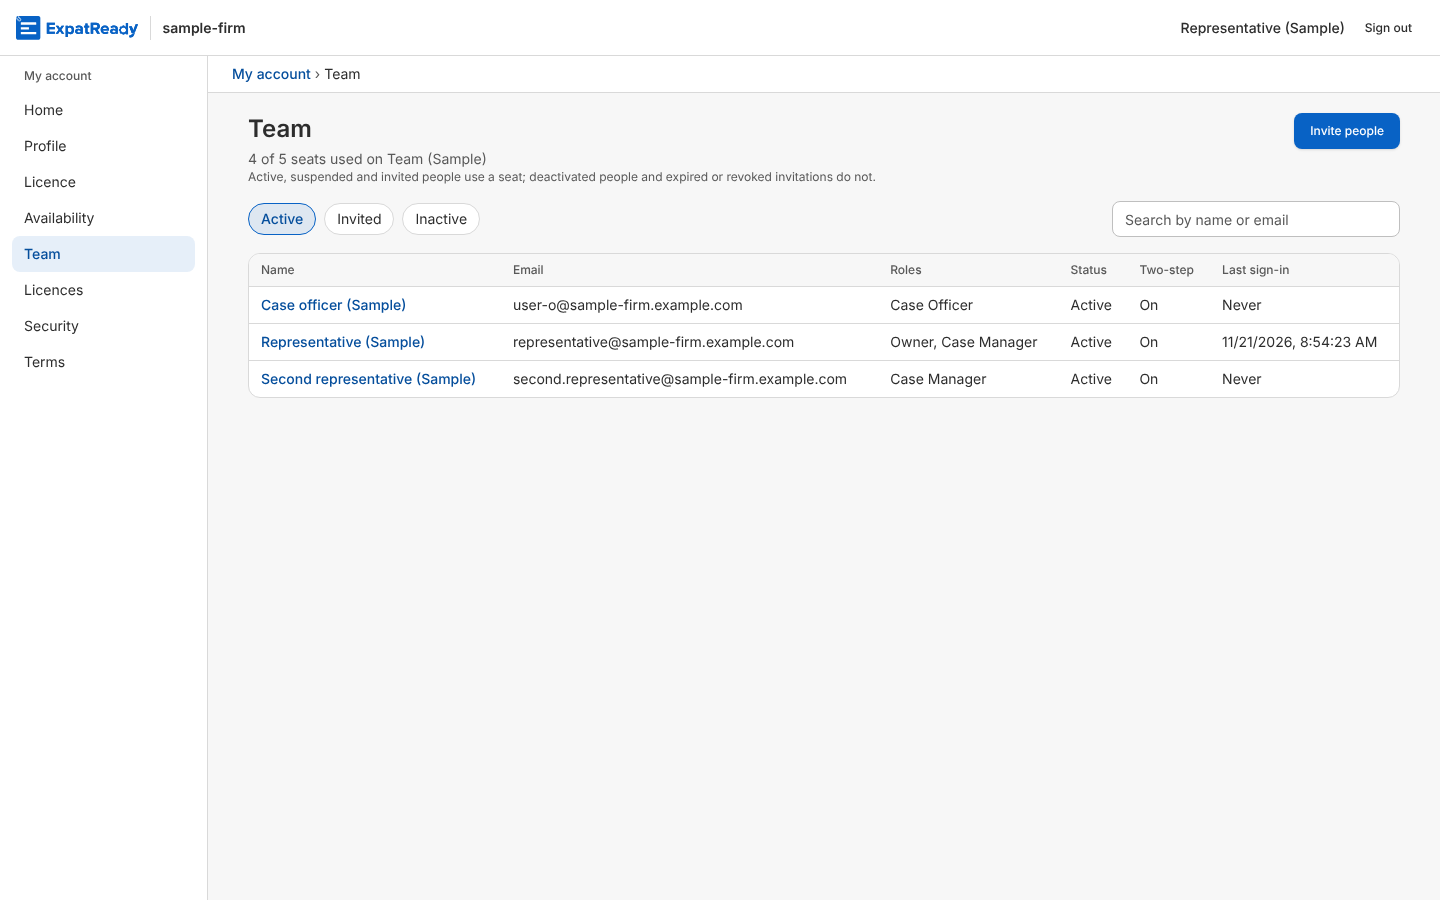 ExpatReady
sample-firm
Representative (Sample)
Sign out
My account
Home
Profile
Licence
Availability
Team
Licences
Security
Terms
My account › Team
Team
Invite people
4 of 5 seats used on Team (Sample)
Active, suspended and invited people use a seat; deactivated people and expired or revoked invitations do not.
Active
Invited
Inactive
Search by name or email
Name Email Roles Status Two-step Last sign-in
Case officer (Sample) user-o@sample-firm.example.com Case Officer Active On Never
Representative (Sample) representative@sample-firm.example.com Owner, Case Manager Active On 11/21/2026, 8:54:23 AM
Second representative (Sample) second.representative@sample-firm.example.com Case Manager Active On Never